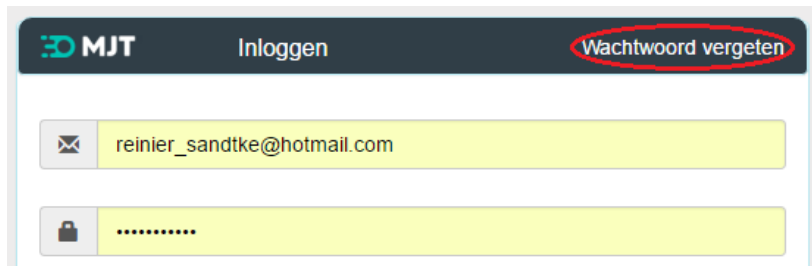 MJT Inloggen Wachtwoord vergeten
reinier_sandtke@hotmail.com
•••••••••••